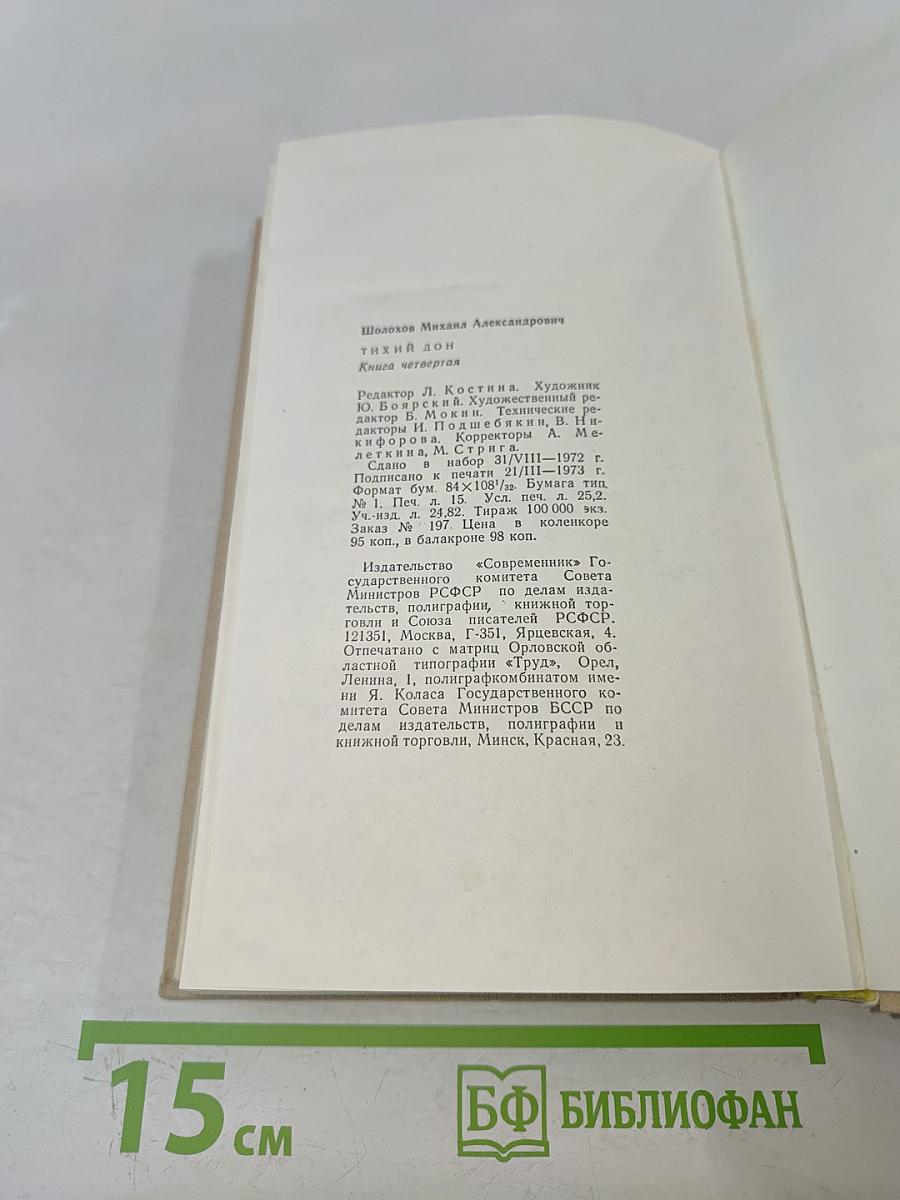 Шолохов Михаил Александрович
ТИХИЙ ДОН
Книга четвертая
Редактор Л. Костина. Художник
Ю. Боярский. Художественный ре-
дактор Б. Мокин. Технические ре-
дакторы И. Подшебякин, В. Ни-
кифорова. Корректоры А. Ме-
леткина, М. Стрига.
Сдано в набор 31/VIII—1972 г.
Подписано к печати 21/III—1973 г.
Формат бум. 84×108¹/₃₂. Бумага тип.
№ 1. Печ. л. 15. Усл. печ. л. 25,2.
Уч.-изд. л. 24,82. Тираж 100 000 экз.
Заказ № 197. Цена в коленкоре
95 коп., в балакроне 98 коп.
Издательство «Современник» Го-
сударственного комитета Совета
Министров РСФСР по делам изда-
тельств, полиграфии, книжной тор-
говли и Союза писателей РСФСР.
121351, Москва, Г-351, Ярцевская, 4.
Отпечатано с матриц Орловской об-
ластной типографии «Труд», Орел,
Ленина, 1, полиграфкомбинатом име-
ни Я. Коласа Государственного ко-
митета Совета Министров БССР по
делам издательств, полиграфии и
книжной торговли, Минск, Красная, 23.
15 см
БФ БИБЛИОФАН